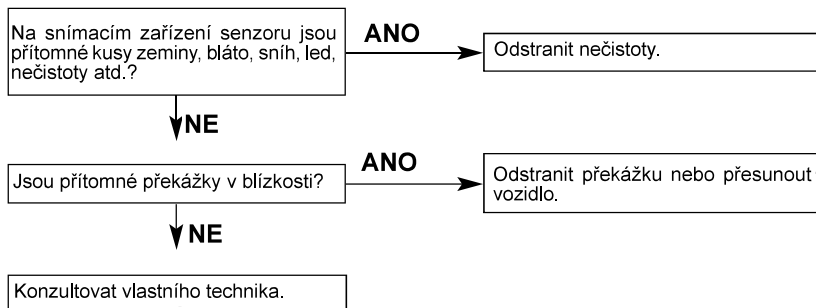 Na snímacím zařízení senzoru jsou
přítomné kusy zeminy, bláto, sníh, led,
nečistoty atd.?
ANO
Odstranit nečistoty.
NE
Jsou přítomné překážky v blízkosti?
ANO
Odstranit překážku nebo přesunout
vozidlo.
NE
Konzultovat vlastního technika.